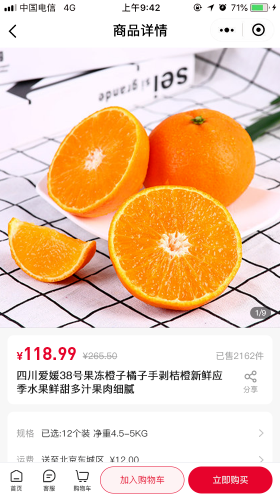 中国电信 4G 上午9:42 71%
商品详情
sel
si grande
1/9
¥118.99 ¥265.50 已售2162件
四川爱媛38号果冻橙子橘子手剥桔橙新鲜应
季水果鲜甜多汁果肉细腻
分享
规格 已选:12个装 净重4.5-5KG
运费 送至北京东城区 ¥12.00
首页 客服 购物车 加入购物车 立即购买